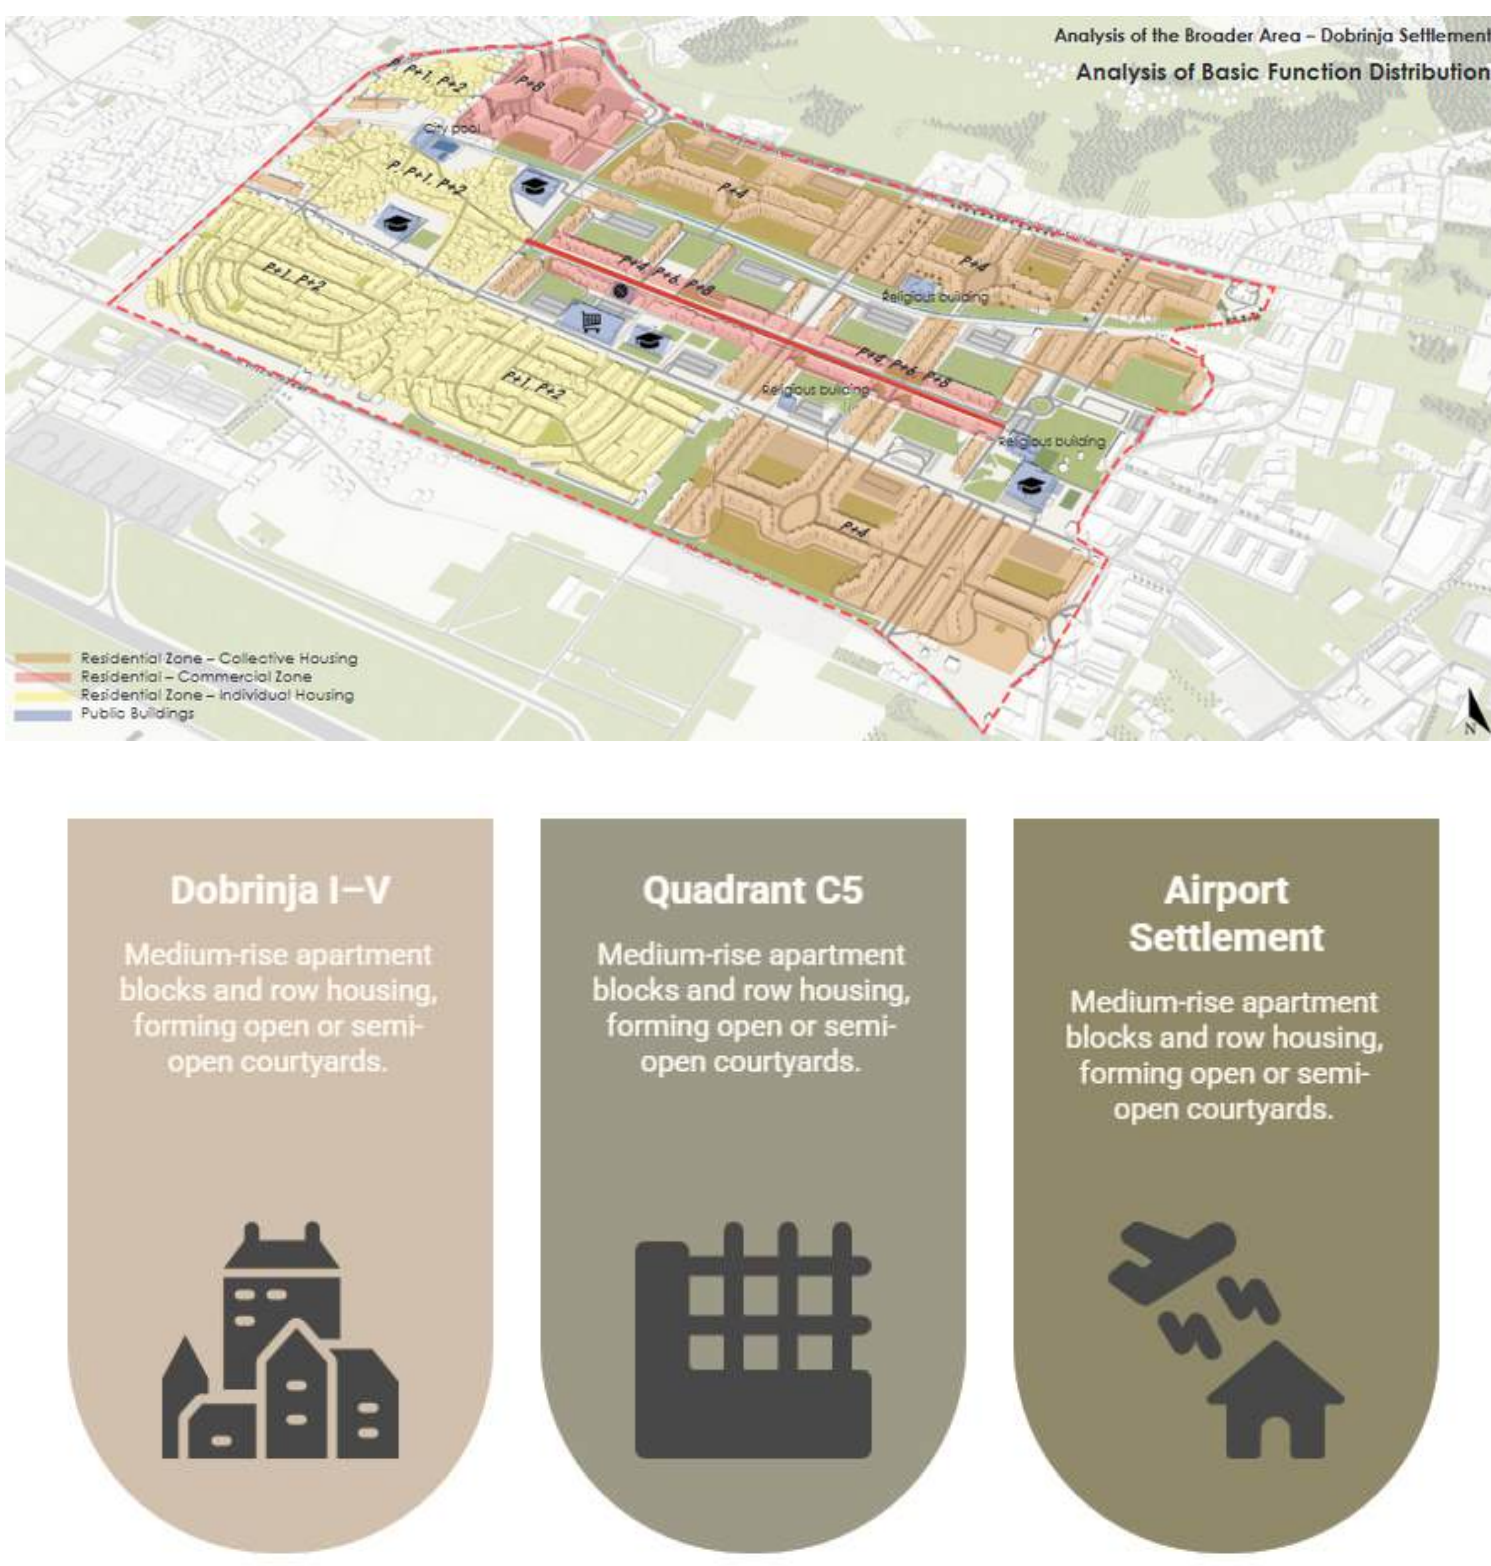 Analysis of the Broader Area – Dobrinja Settlement
Analysis of Basic Function Distribution
P, P+1, P+2
P+8
City pool
P, P+1, P+2
P+4
P+1, P+2
P+4, P+6, P+8
P+4
Religious building
P+1, P+2
P+4, P+6, P+8
Religious building
Religious building
P+4
Residential Zone – Collective Housing
Residential – Commercial Zone
Residential Zone – Individual Housing
Public Buildings
N
Dobrinja I–V
Medium-rise apartment
blocks and row housing,
forming open or semi-
open courtyards.
Quadrant C5
Medium-rise apartment
blocks and row housing,
forming open or semi-
open courtyards.
Airport
Settlement
Medium-rise apartment
blocks and row housing,
forming open or semi-
open courtyards.